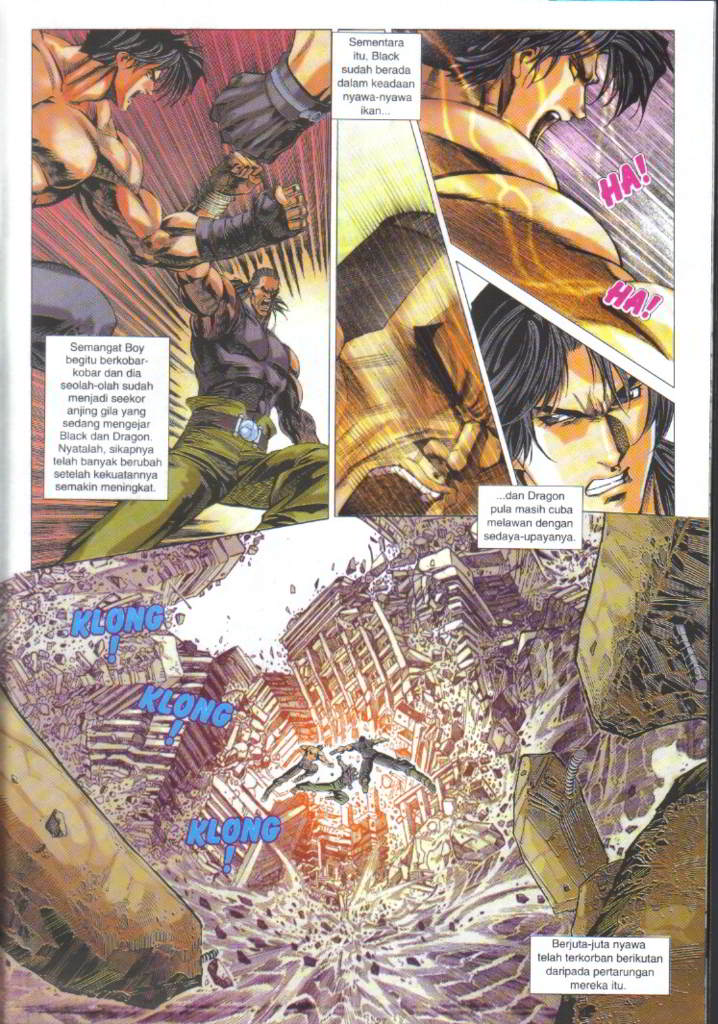 Semangat Boy
begitu berkobar-
kobar dan dia
seolah-olah sudah
menjadi seekor
anjing gila yang
sedang mengejar
Black dan Dragon.
Nyatalah, sikapnya
telah banyak berubah
setelah kekuatannya
semakin meningkat.
Sementara
itu, Black
sudah berada
dalam keadaan
nyawa-nyawa
ikan...
HA!
HA!
...dan Dragon
pula masih cuba
melawan dengan
sedaya-upayanya.
KLONG
!
KLONG
!
KLONG
!
Berjuta-juta nyawa
telah terkorban berikutan
daripada pertarungan
mereka itu.